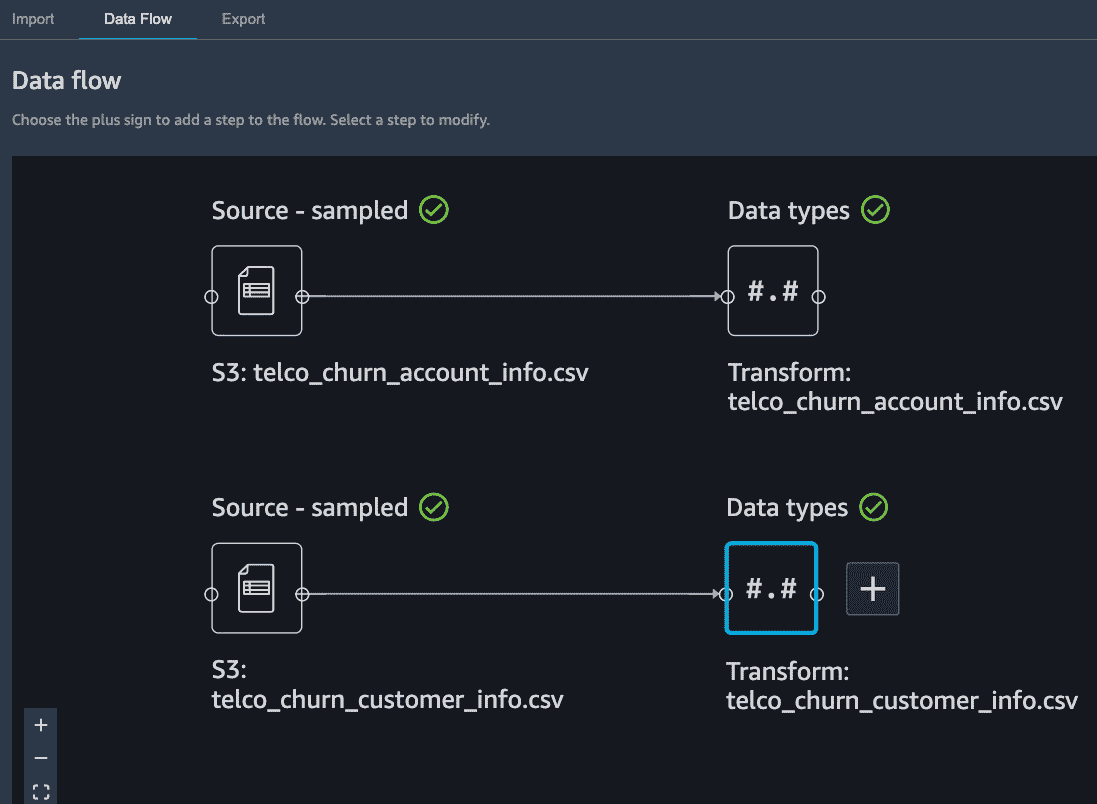 Import Data Flow Export
Data flow
Choose the plus sign to add a step to the flow. Select a step to modify.
Source - sampled
Data types
#.#
S3: telco_churn_account_info.csv
Transform:
telco_churn_account_info.csv
Source - sampled
Data types
#.#
+
S3:
telco_churn_customer_info.csv
Transform:
telco_churn_customer_info.csv
+
−